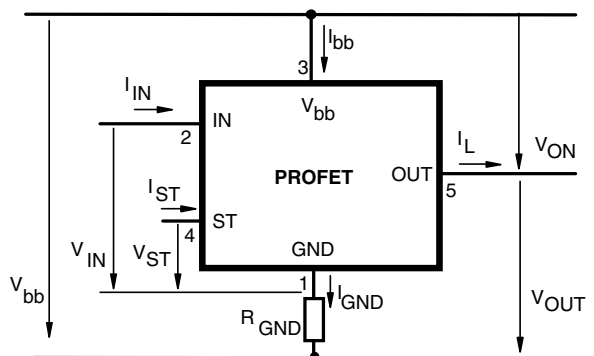 I bb
3
I IN
V bb
IN
2
I L
V ON
PROFET
OUT
5
I ST
ST
4
V IN
V ST
GND
V bb
1
I GND
V OUT
R GND